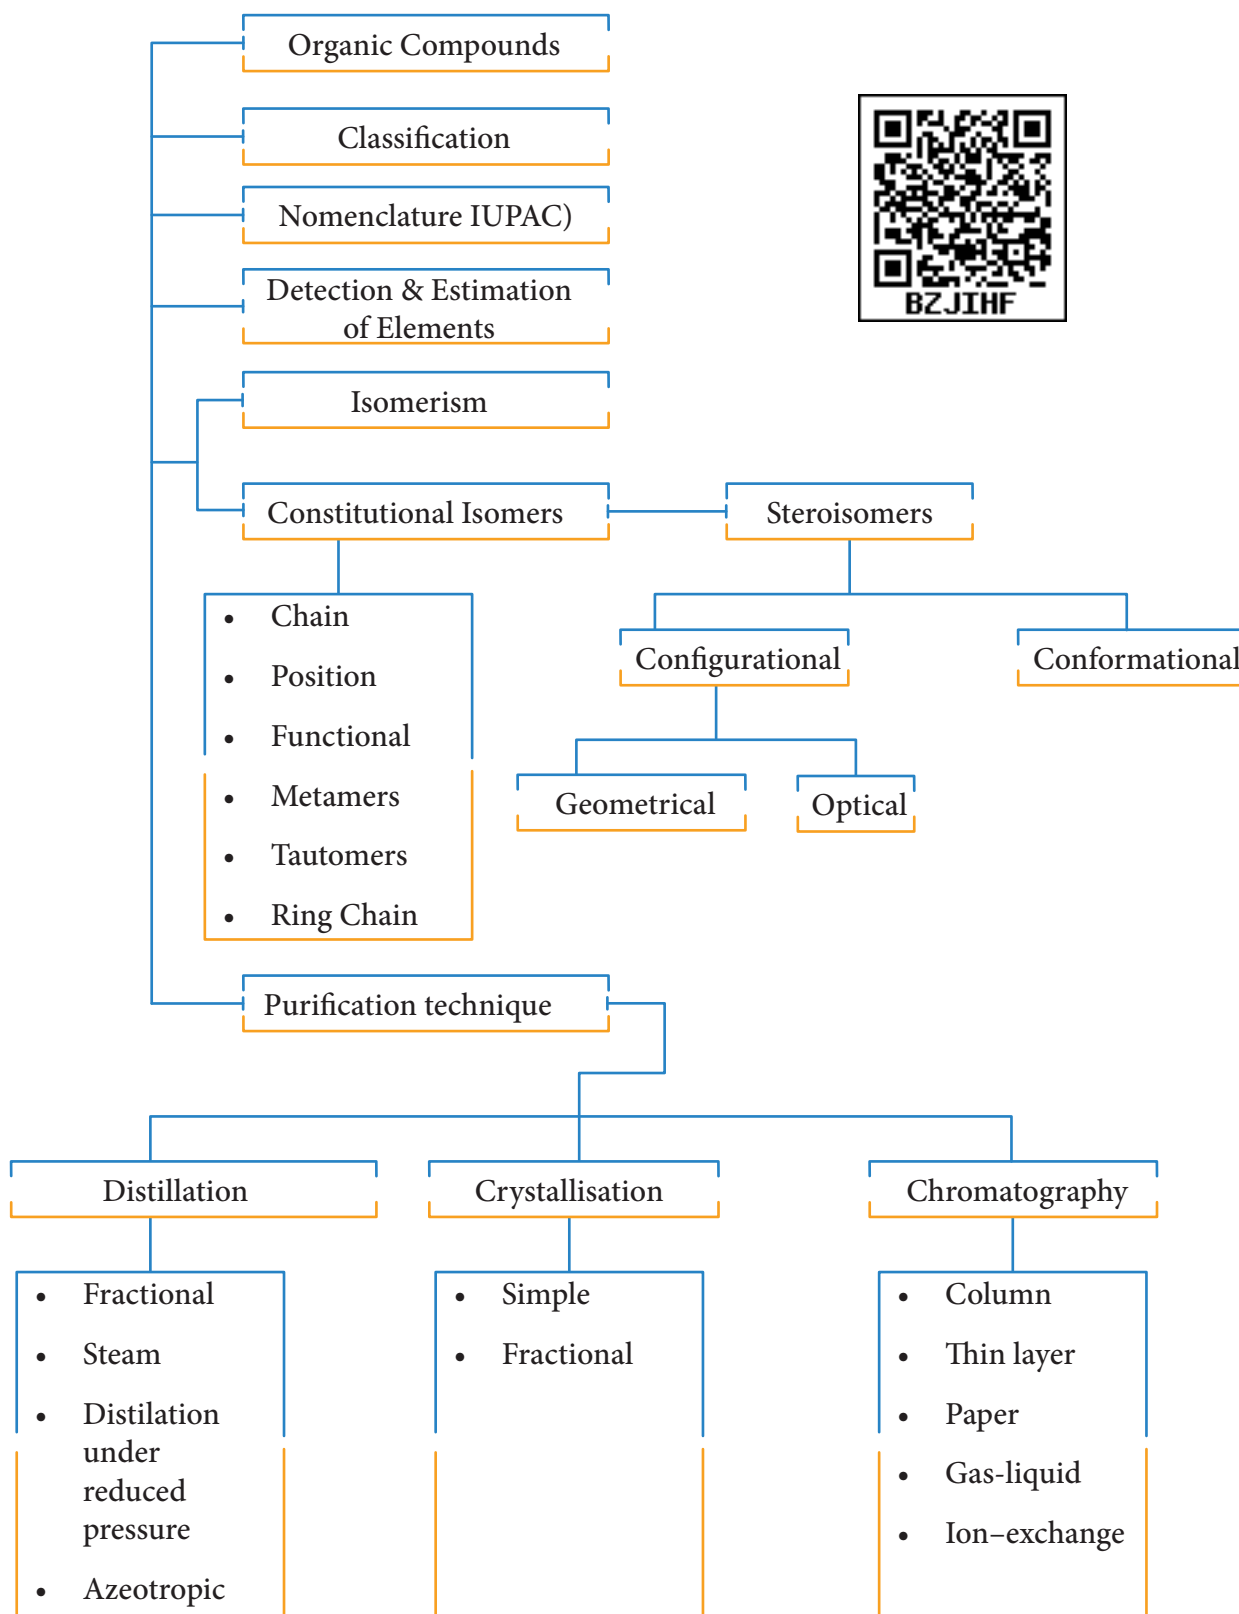 Organic Compounds
BZJIHF
Classification
Nomenclature IUPAC)
Detection & Estimation
of Elements
Isomerism
Constitutional Isomers
Steroisomers
• Chain
• Position
• Functional
• Metamers
• Tautomers
• Ring Chain
Configurational
Conformational
Geometrical
Optical
Purification technique
Distillation
• Fractional
• Steam
• Distilation
under
reduced
pressure
• Azeotropic
Crystallisation
• Simple
• Fractional
Chromatography
• Column
• Thin layer
• Paper
• Gas-liquid
• Ion–exchange